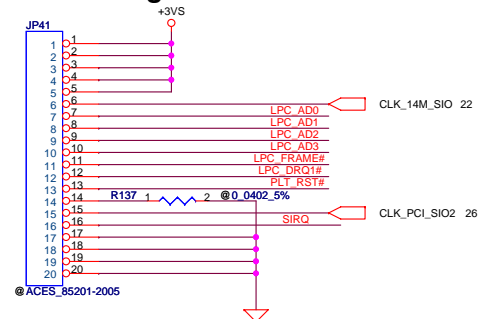 +3VS
JP41
1 1
2 2
3 3
4 4
5 5
6 6 CLK_14M_SIO 22
7 7 LPC_AD0
8 8 LPC_AD1
9 9 LPC_AD2
10 10 LPC_AD3
11 11 LPC_FRAME#
12 12 LPC_DRQ1#
13 13 PLT_RST#
14 14 R137 1 2 @0_0402_5%
15 15 CLK_PCI_SIO2 26
16 16 SIRQ
17 17
18 18
19 19
20 20
@ACES_85201-2005